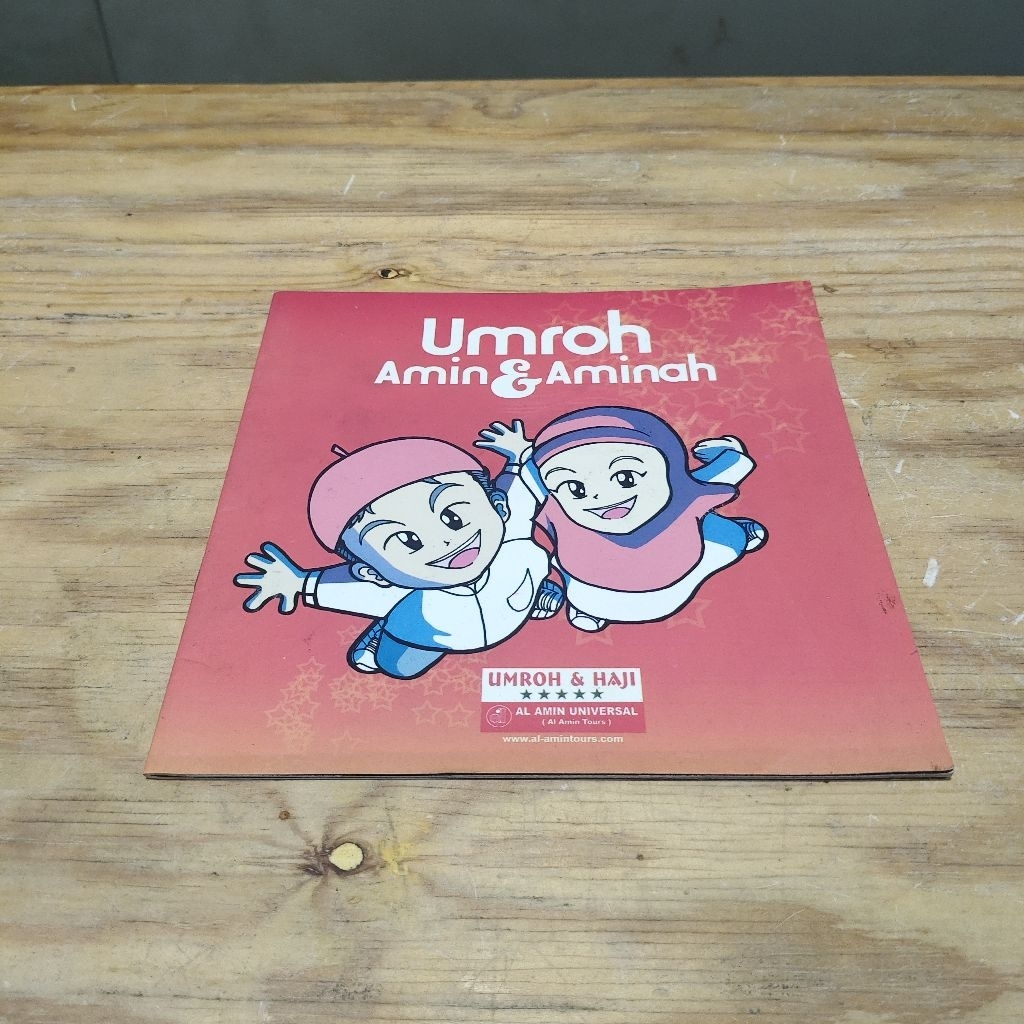 Umroh
Amin & Aminah
UMROH & HAJI
AL AMIN UNIVERSAL
( Al Amin Tours )
www.al-amintours.com